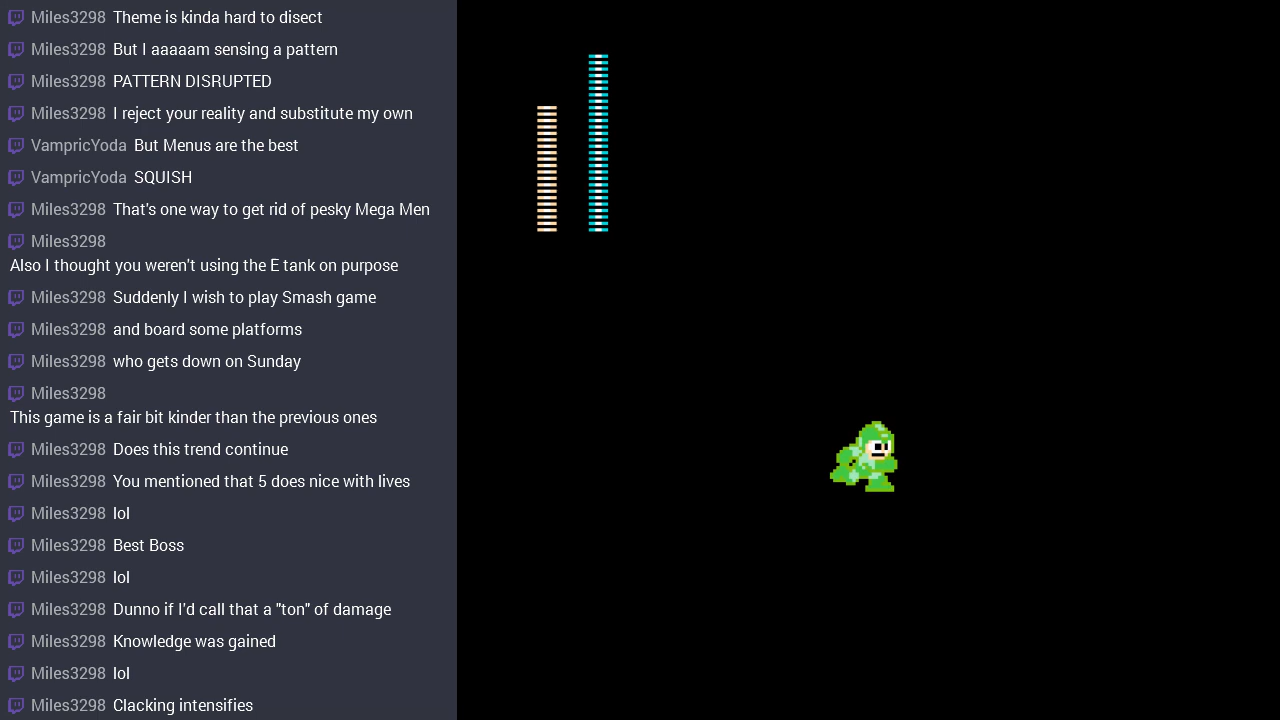 Miles3298 Theme is kinda hard to disect
Miles3298 But I aaaaam sensing a pattern
Miles3298 PATTERN DISRUPTED
Miles3298 I reject your reality and substitute my own
VampricYoda But Menus are the best
VampricYoda SQUISH
Miles3298 That's one way to get rid of pesky Mega Men
Miles3298
Also I thought you weren't using the E tank on purpose
Miles3298 Suddenly I wish to play Smash game
Miles3298 and board some platforms
Miles3298 who gets down on Sunday
Miles3298
This game is a fair bit kinder than the previous ones
Miles3298 Does this trend continue
Miles3298 You mentioned that 5 does nice with lives
Miles3298 lol
Miles3298 Best Boss
Miles3298 lol
Miles3298 Dunno if I'd call that a "ton" of damage
Miles3298 Knowledge was gained
Miles3298 lol
Miles3298 Clacking intensifies